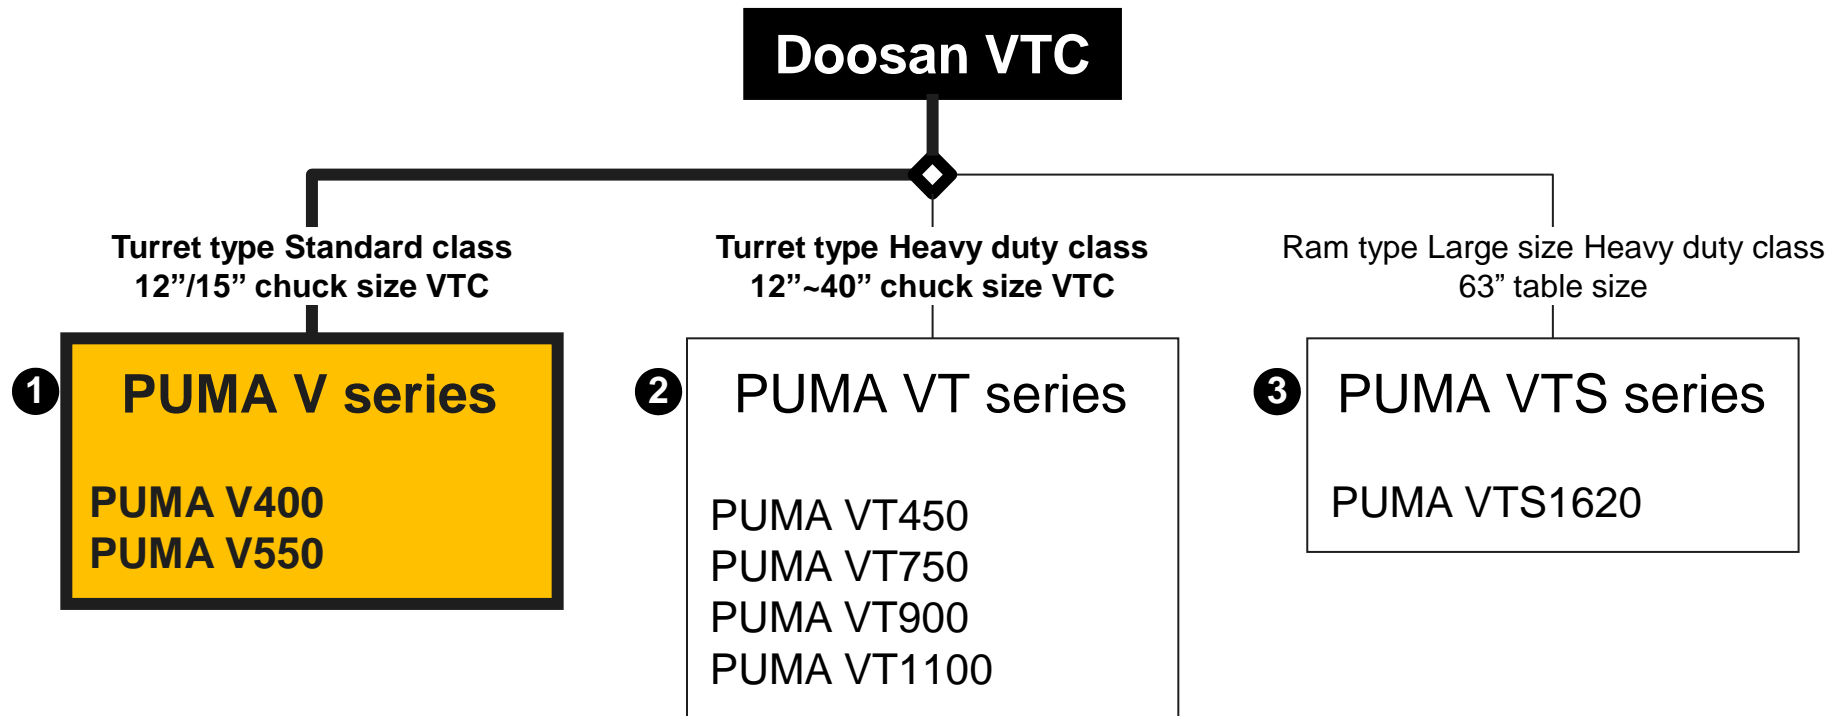 Doosan VTC
Turret type Standard class
12”/15” chuck size VTC
Turret type Heavy duty class
12”~40” chuck size VTC
Ram type Large size Heavy duty class
63” table size
1
PUMA V series
PUMA V400
PUMA V550
2
PUMA VT series
PUMA VT450
PUMA VT750
PUMA VT900
PUMA VT1100
3
PUMA VTS series
PUMA VTS1620